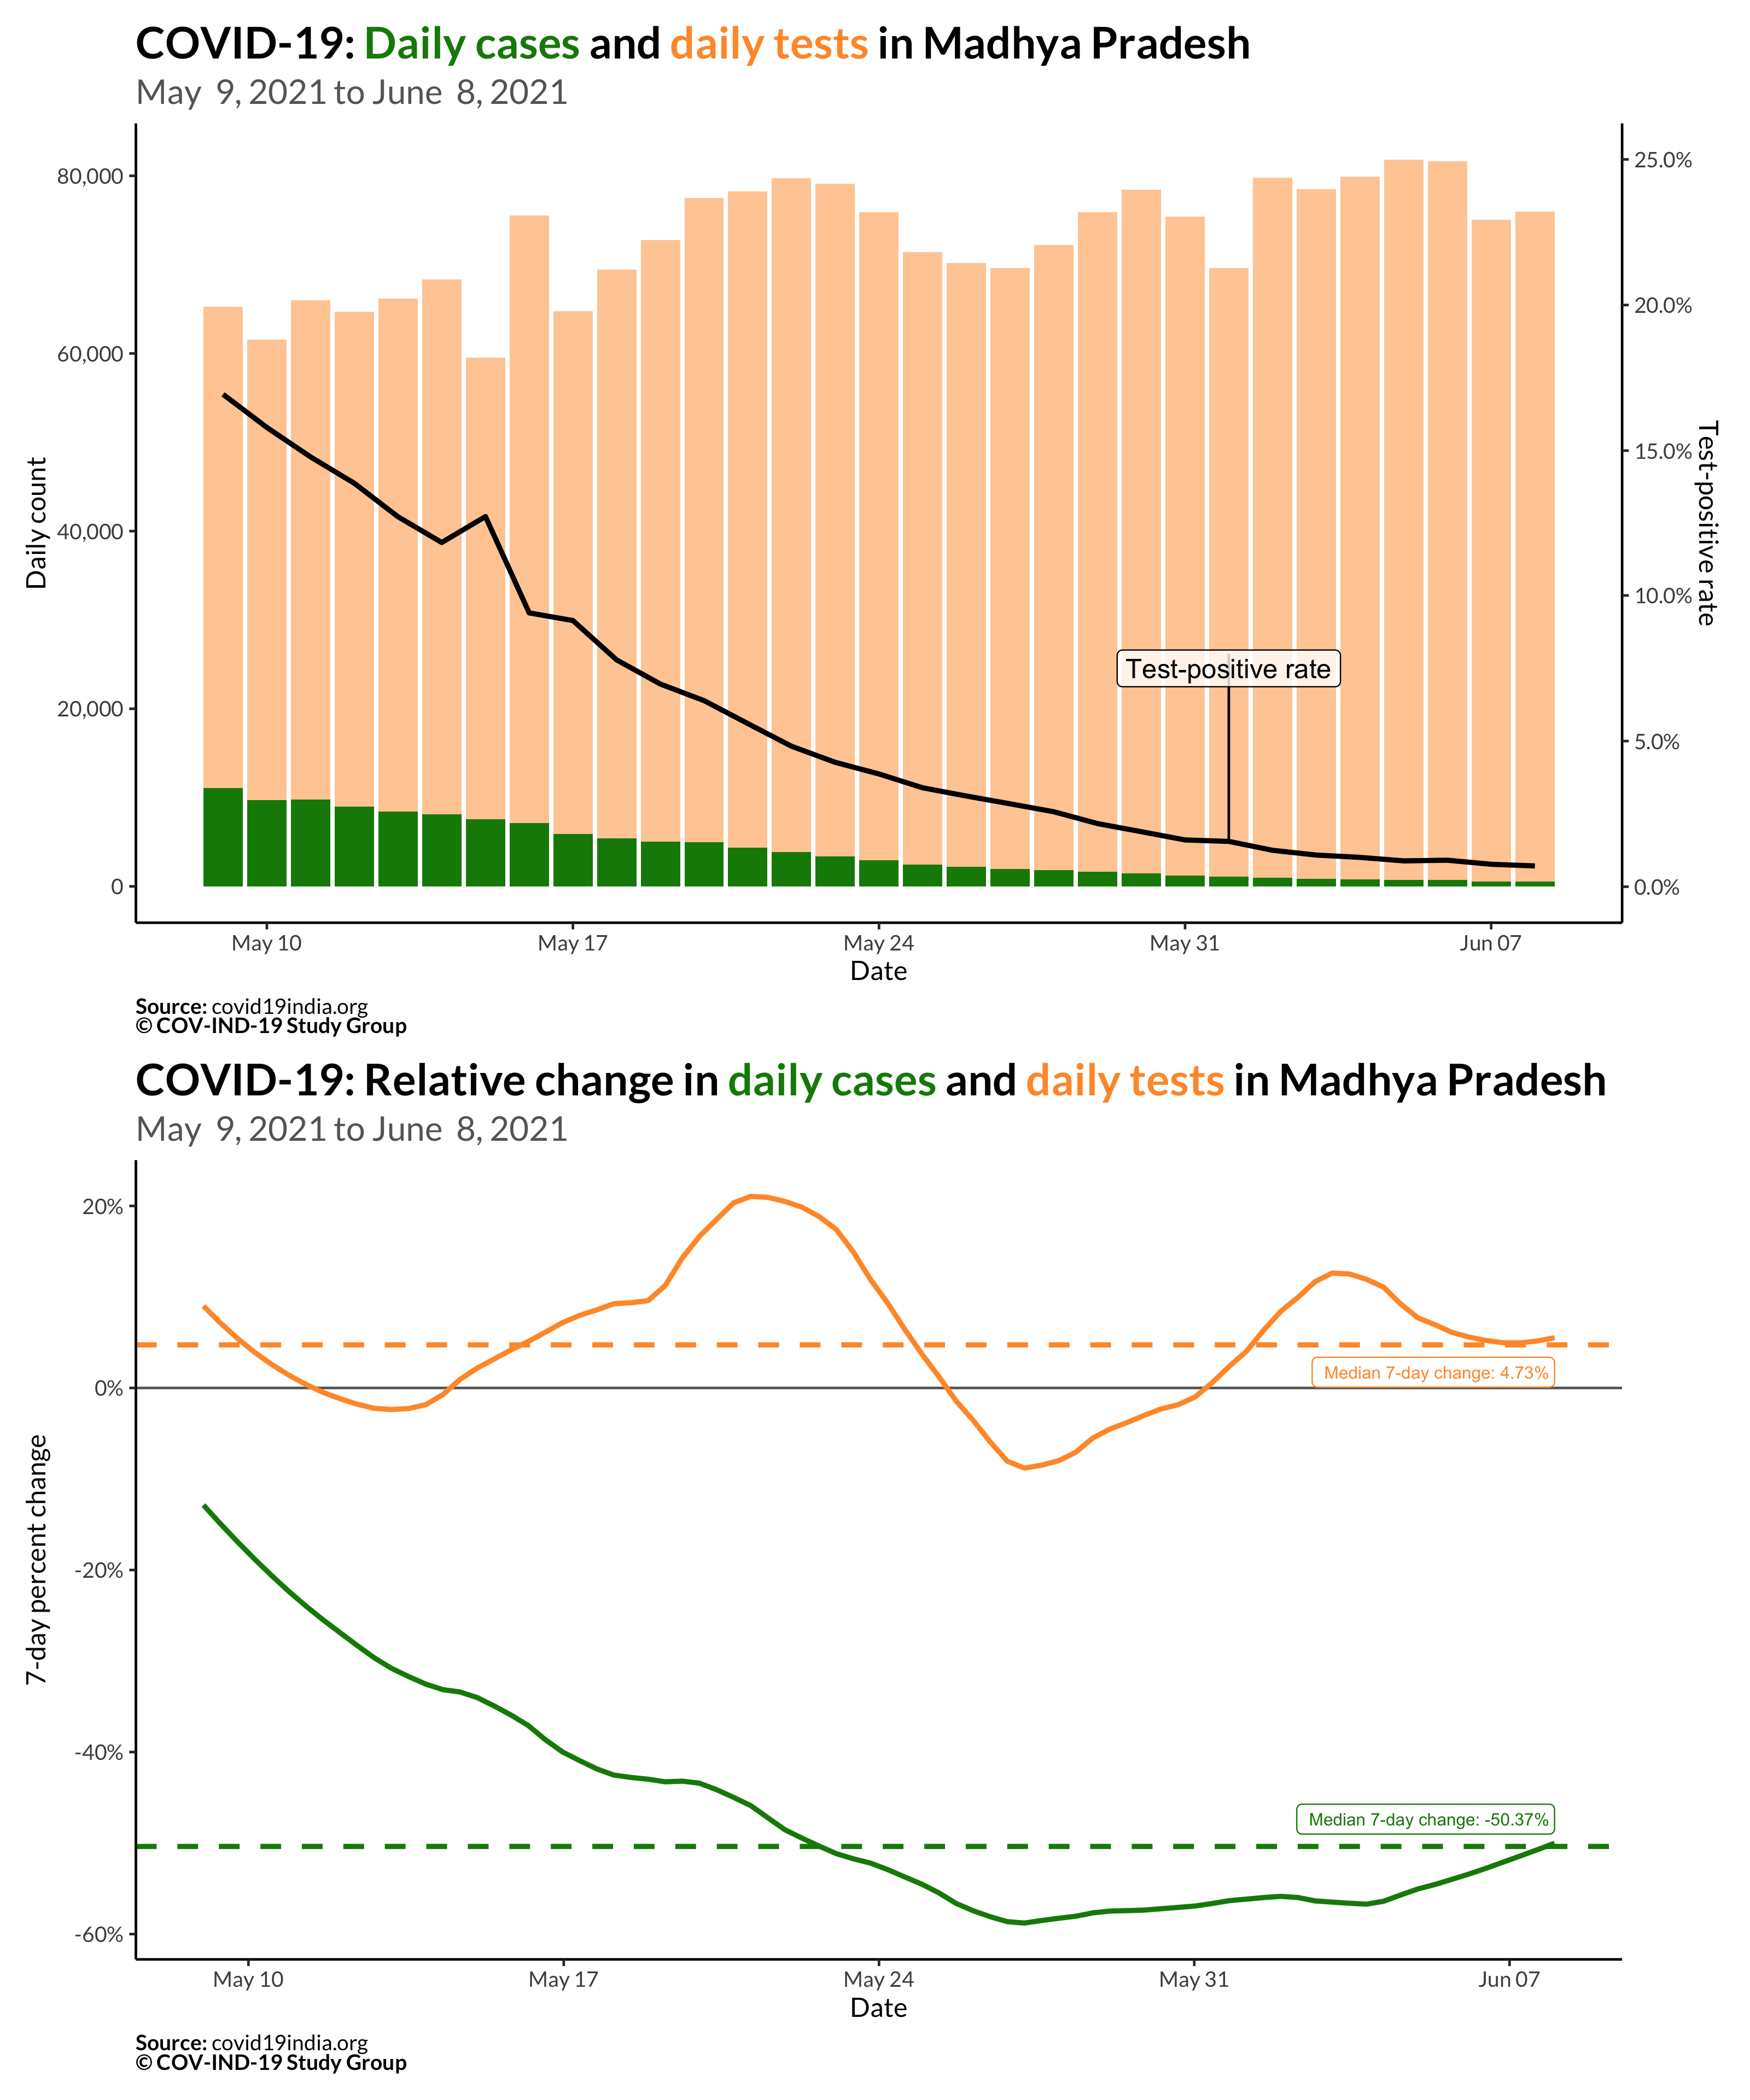 COVID-19: Daily cases and daily tests in Madhya Pradesh
May  9, 2021 to June  8, 2021
80,000
60,000
40,000
20,000
0
Daily count
25.0%
20.0%
15.0%
10.0%
5.0%
0.0%
Test-positive rate
Test-positive rate
May 10
May 17
May 24
May 31
Jun 07
Date
Source: covid19india.org
© COV-IND-19 Study Group
COVID-19: Relative change in daily cases and daily tests in Madhya Pradesh
May  9, 2021 to June  8, 2021
20%
0%
-20%
-40%
-60%
7-day percent change
Median 7-day change: 4.73%
Median 7-day change: -50.37%
May 10
May 17
May 24
May 31
Jun 07
Date
Source: covid19india.org
© COV-IND-19 Study Group